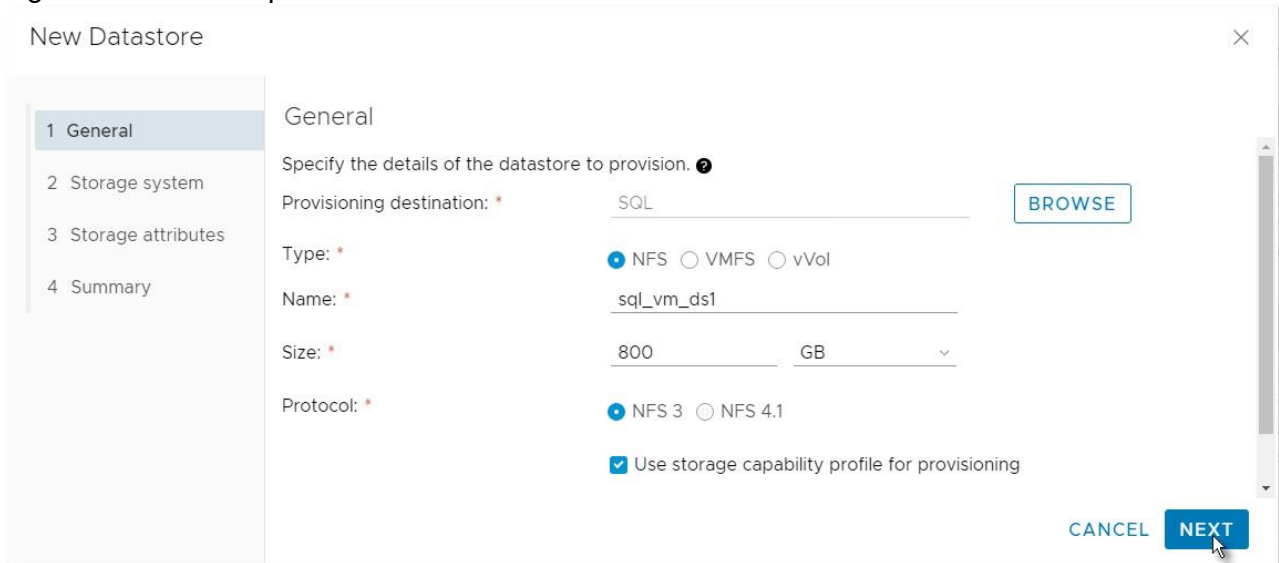 New Datastore
1 General
2 Storage system
3 Storage attributes
4 Summary
General
Specify the details of the datastore to provision. ?
Provisioning destination: * SQL BROWSE
Type: * NFS VMFS vVol
Name: * sql_vm_ds1
Size: * 800 GB
Protocol: * NFS 3 NFS 4.1
Use storage capability profile for provisioning
CANCEL NEXT